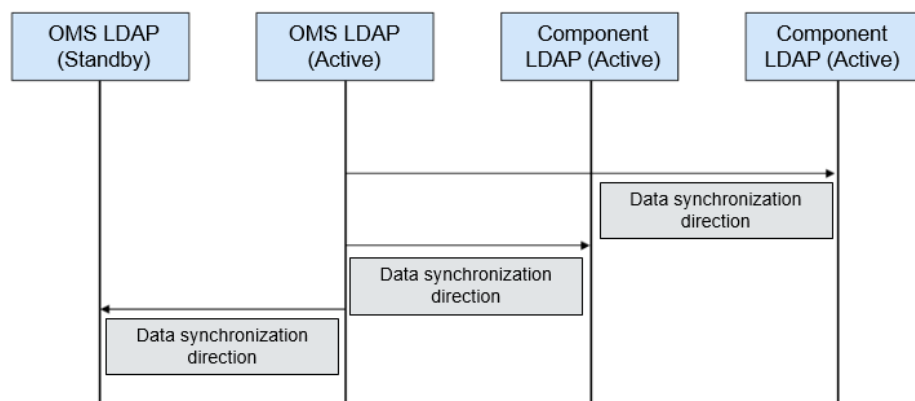 OMS LDAP
(Standby)
OMS LDAP
(Active)
Component
LDAP (Active)
Component
LDAP (Active)
Data synchronization
direction
Data synchronization
direction
Data synchronization
direction